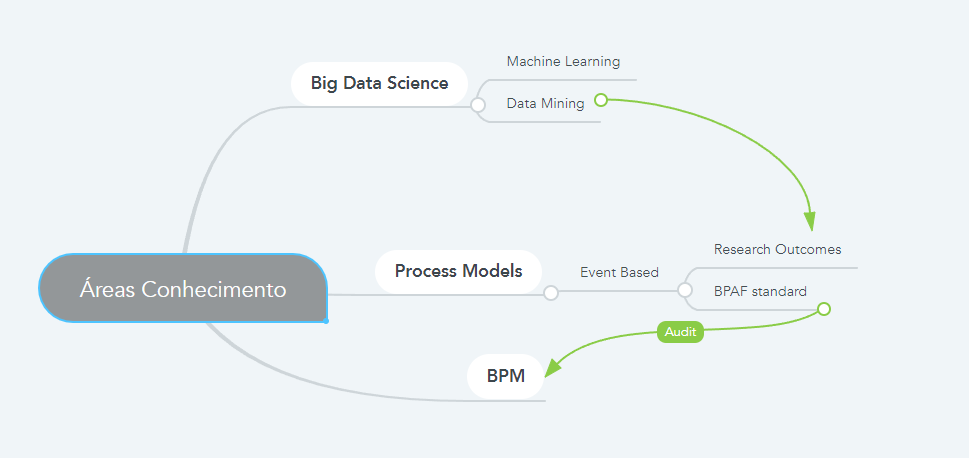 Machine Learning
Big Data Science
Data Mining
Research Outcomes
Process Models
Event Based
Áreas Conhecimento
BPAF standard
Audit
BPM